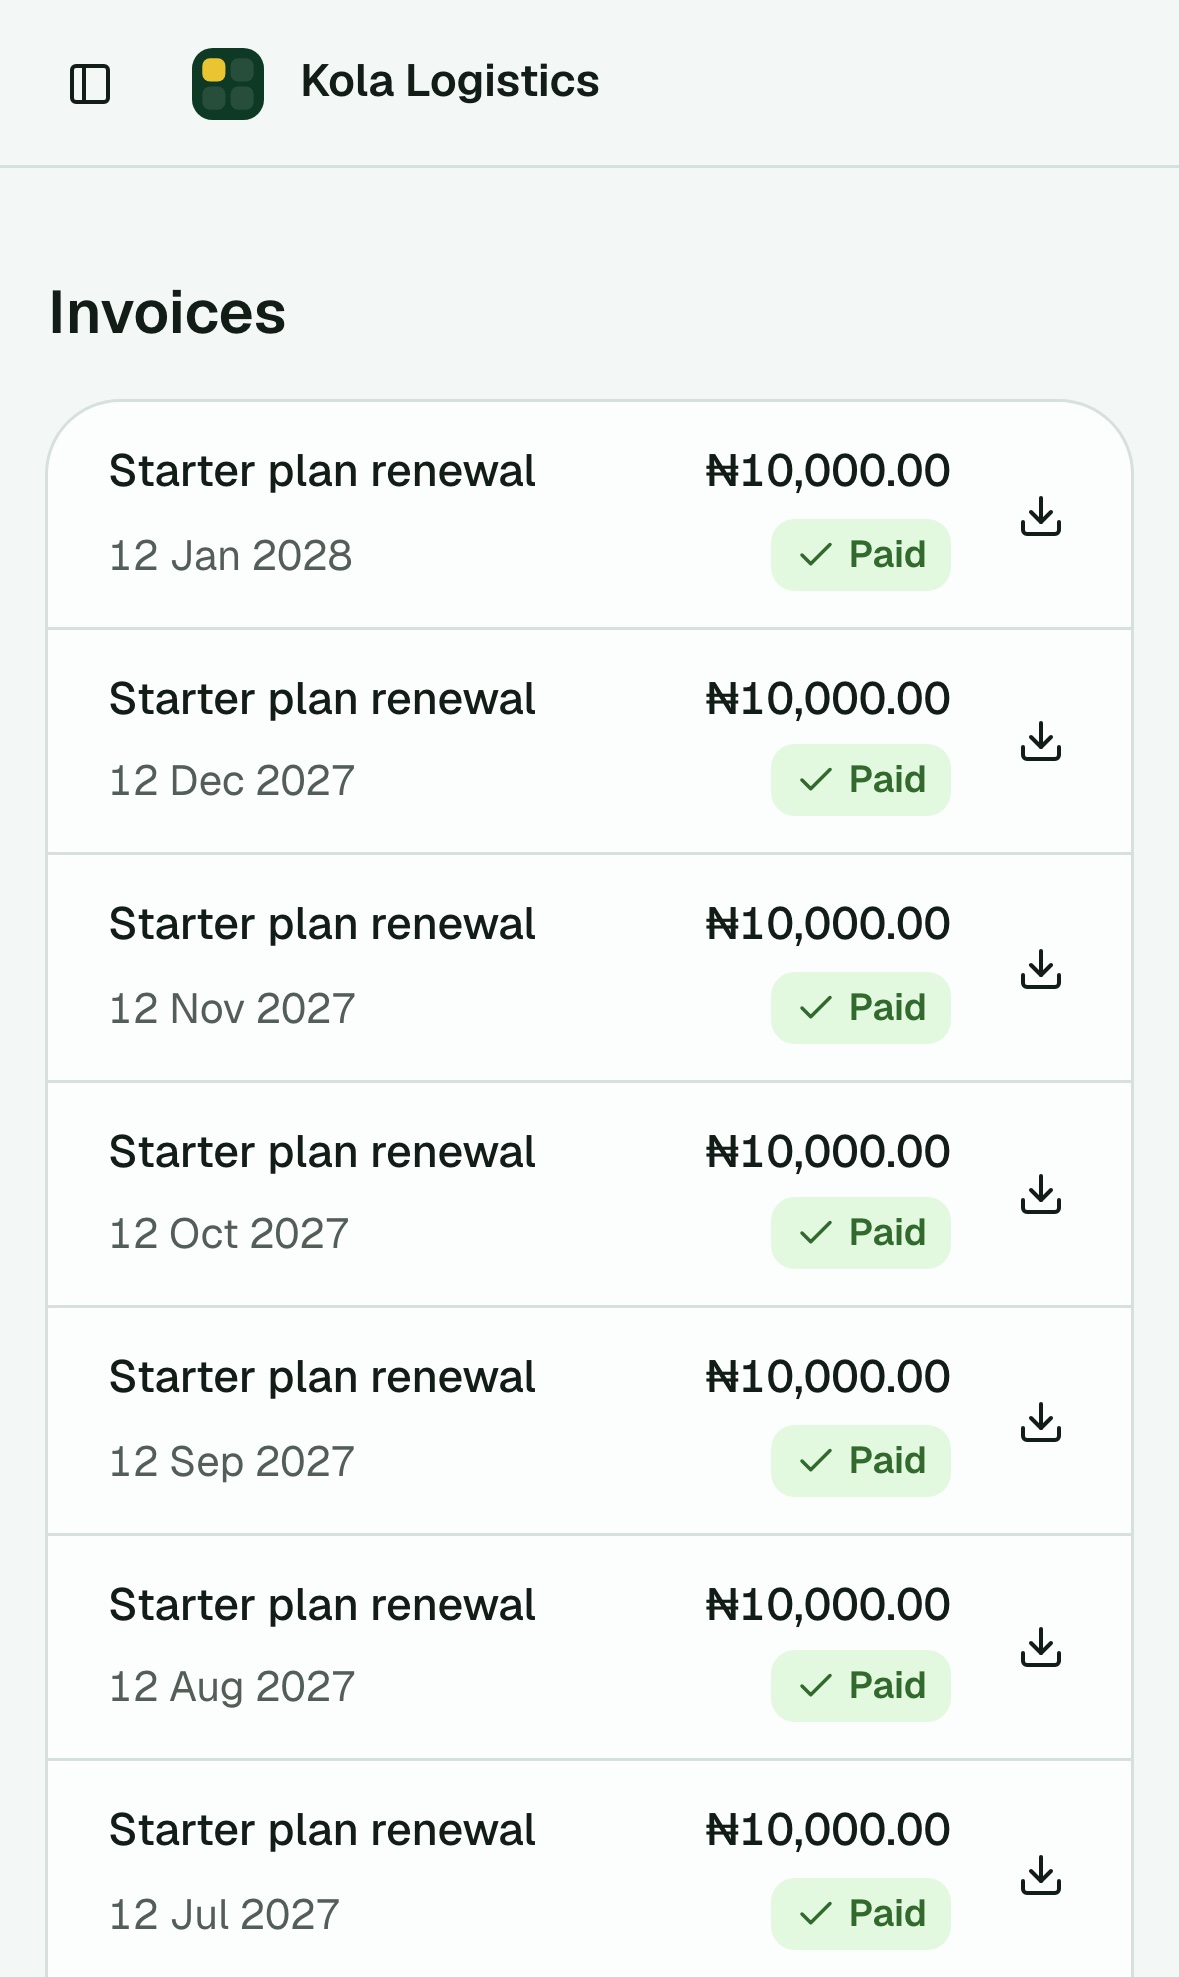 Kola Logistics
Invoices
Starter plan renewal ₦10,000.00
12 Jan 2028 Paid
Starter plan renewal ₦10,000.00
12 Dec 2027 Paid
Starter plan renewal ₦10,000.00
12 Nov 2027 Paid
Starter plan renewal ₦10,000.00
12 Oct 2027 Paid
Starter plan renewal ₦10,000.00
12 Sep 2027 Paid
Starter plan renewal ₦10,000.00
12 Aug 2027 Paid
Starter plan renewal ₦10,000.00
12 Jul 2027 Paid